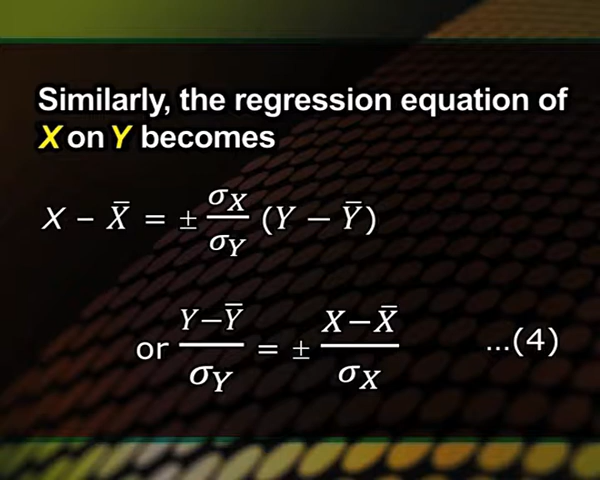 Similarly, the regression equation of
X on Y becomes
X − X̄ = ± σX/σY (Y − Ȳ)
or Y−Ȳ/σY = ± X−X̄/σX ...(4)